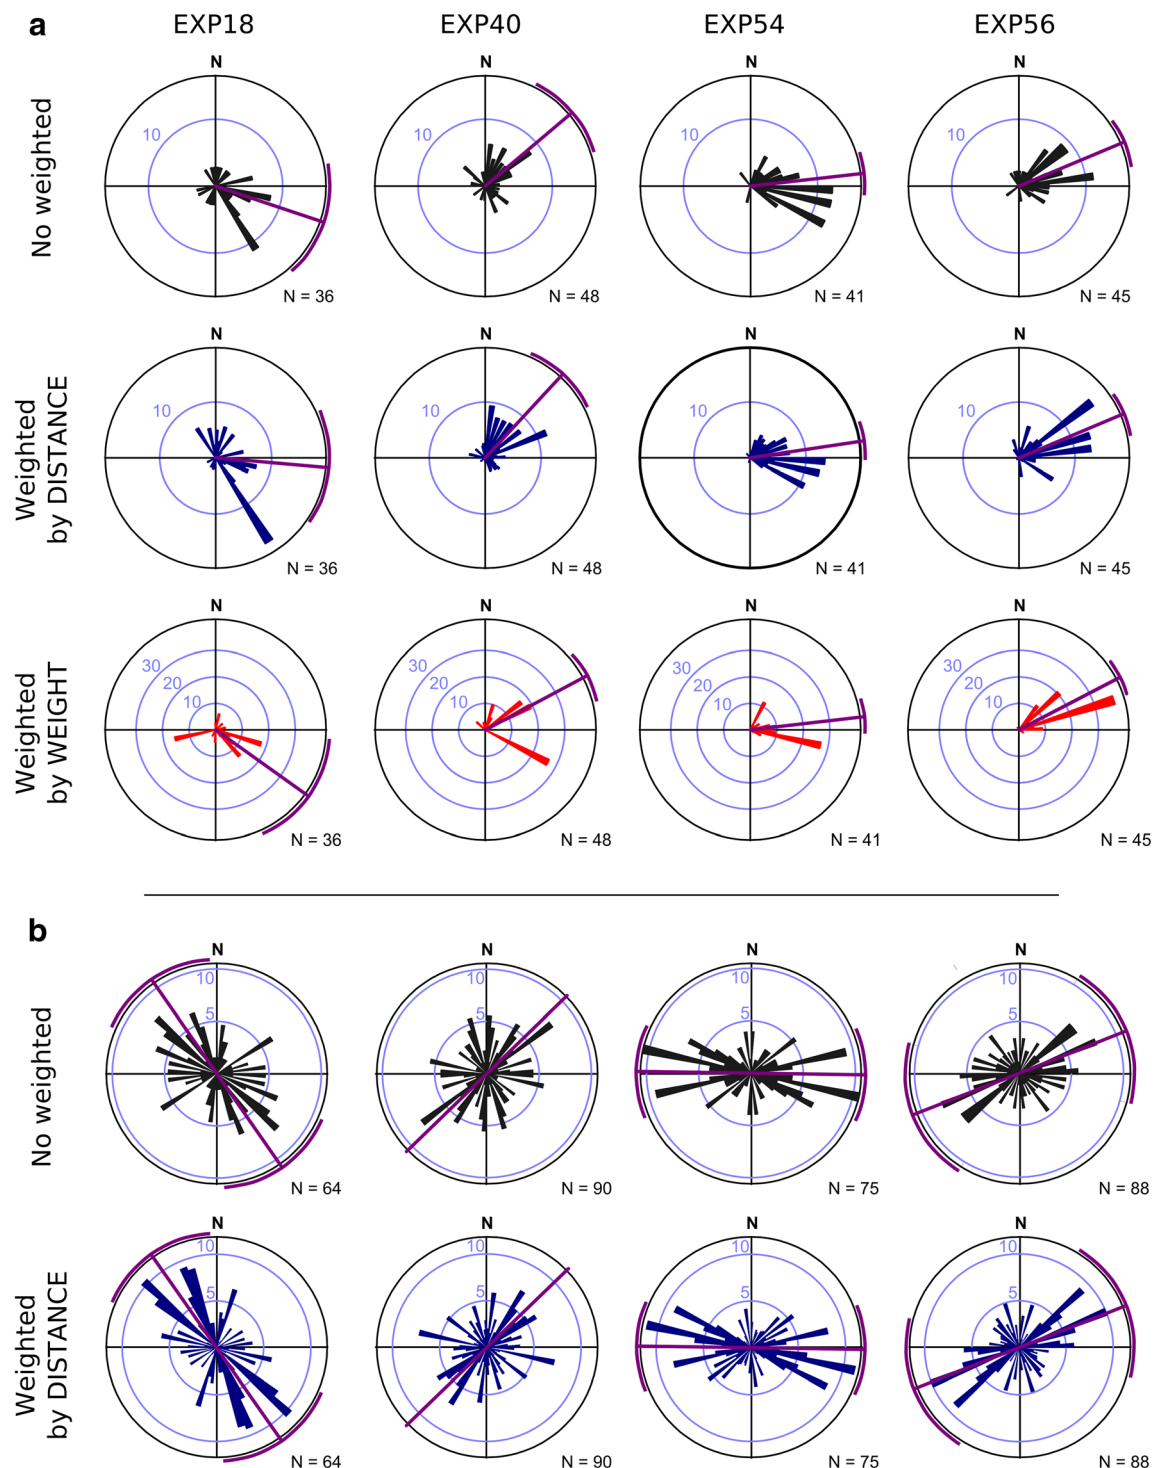 a
EXP18 EXP40 EXP54 EXP56
No weighted
N N N N
10 10 10 10
N = 36 N = 48 N = 41 N = 45
Weighted
by DISTANCE
N N N N
10 10 10 10
N = 36 N = 48 N = 41 N = 45
Weighted
by WEIGHT
N N N N
30 30 30 30
20 20 20 20
10 10 10 10
N = 36 N = 48 N = 41 N = 45
b
No weighted
N N N N
10 10 10 10
5 5 5 5
N = 64 N = 90 N = 75 N = 88
Weighted
by DISTANCE
N N N N
10 10 10 10
5 5 5 5
N = 64 N = 90 N = 75 N = 88